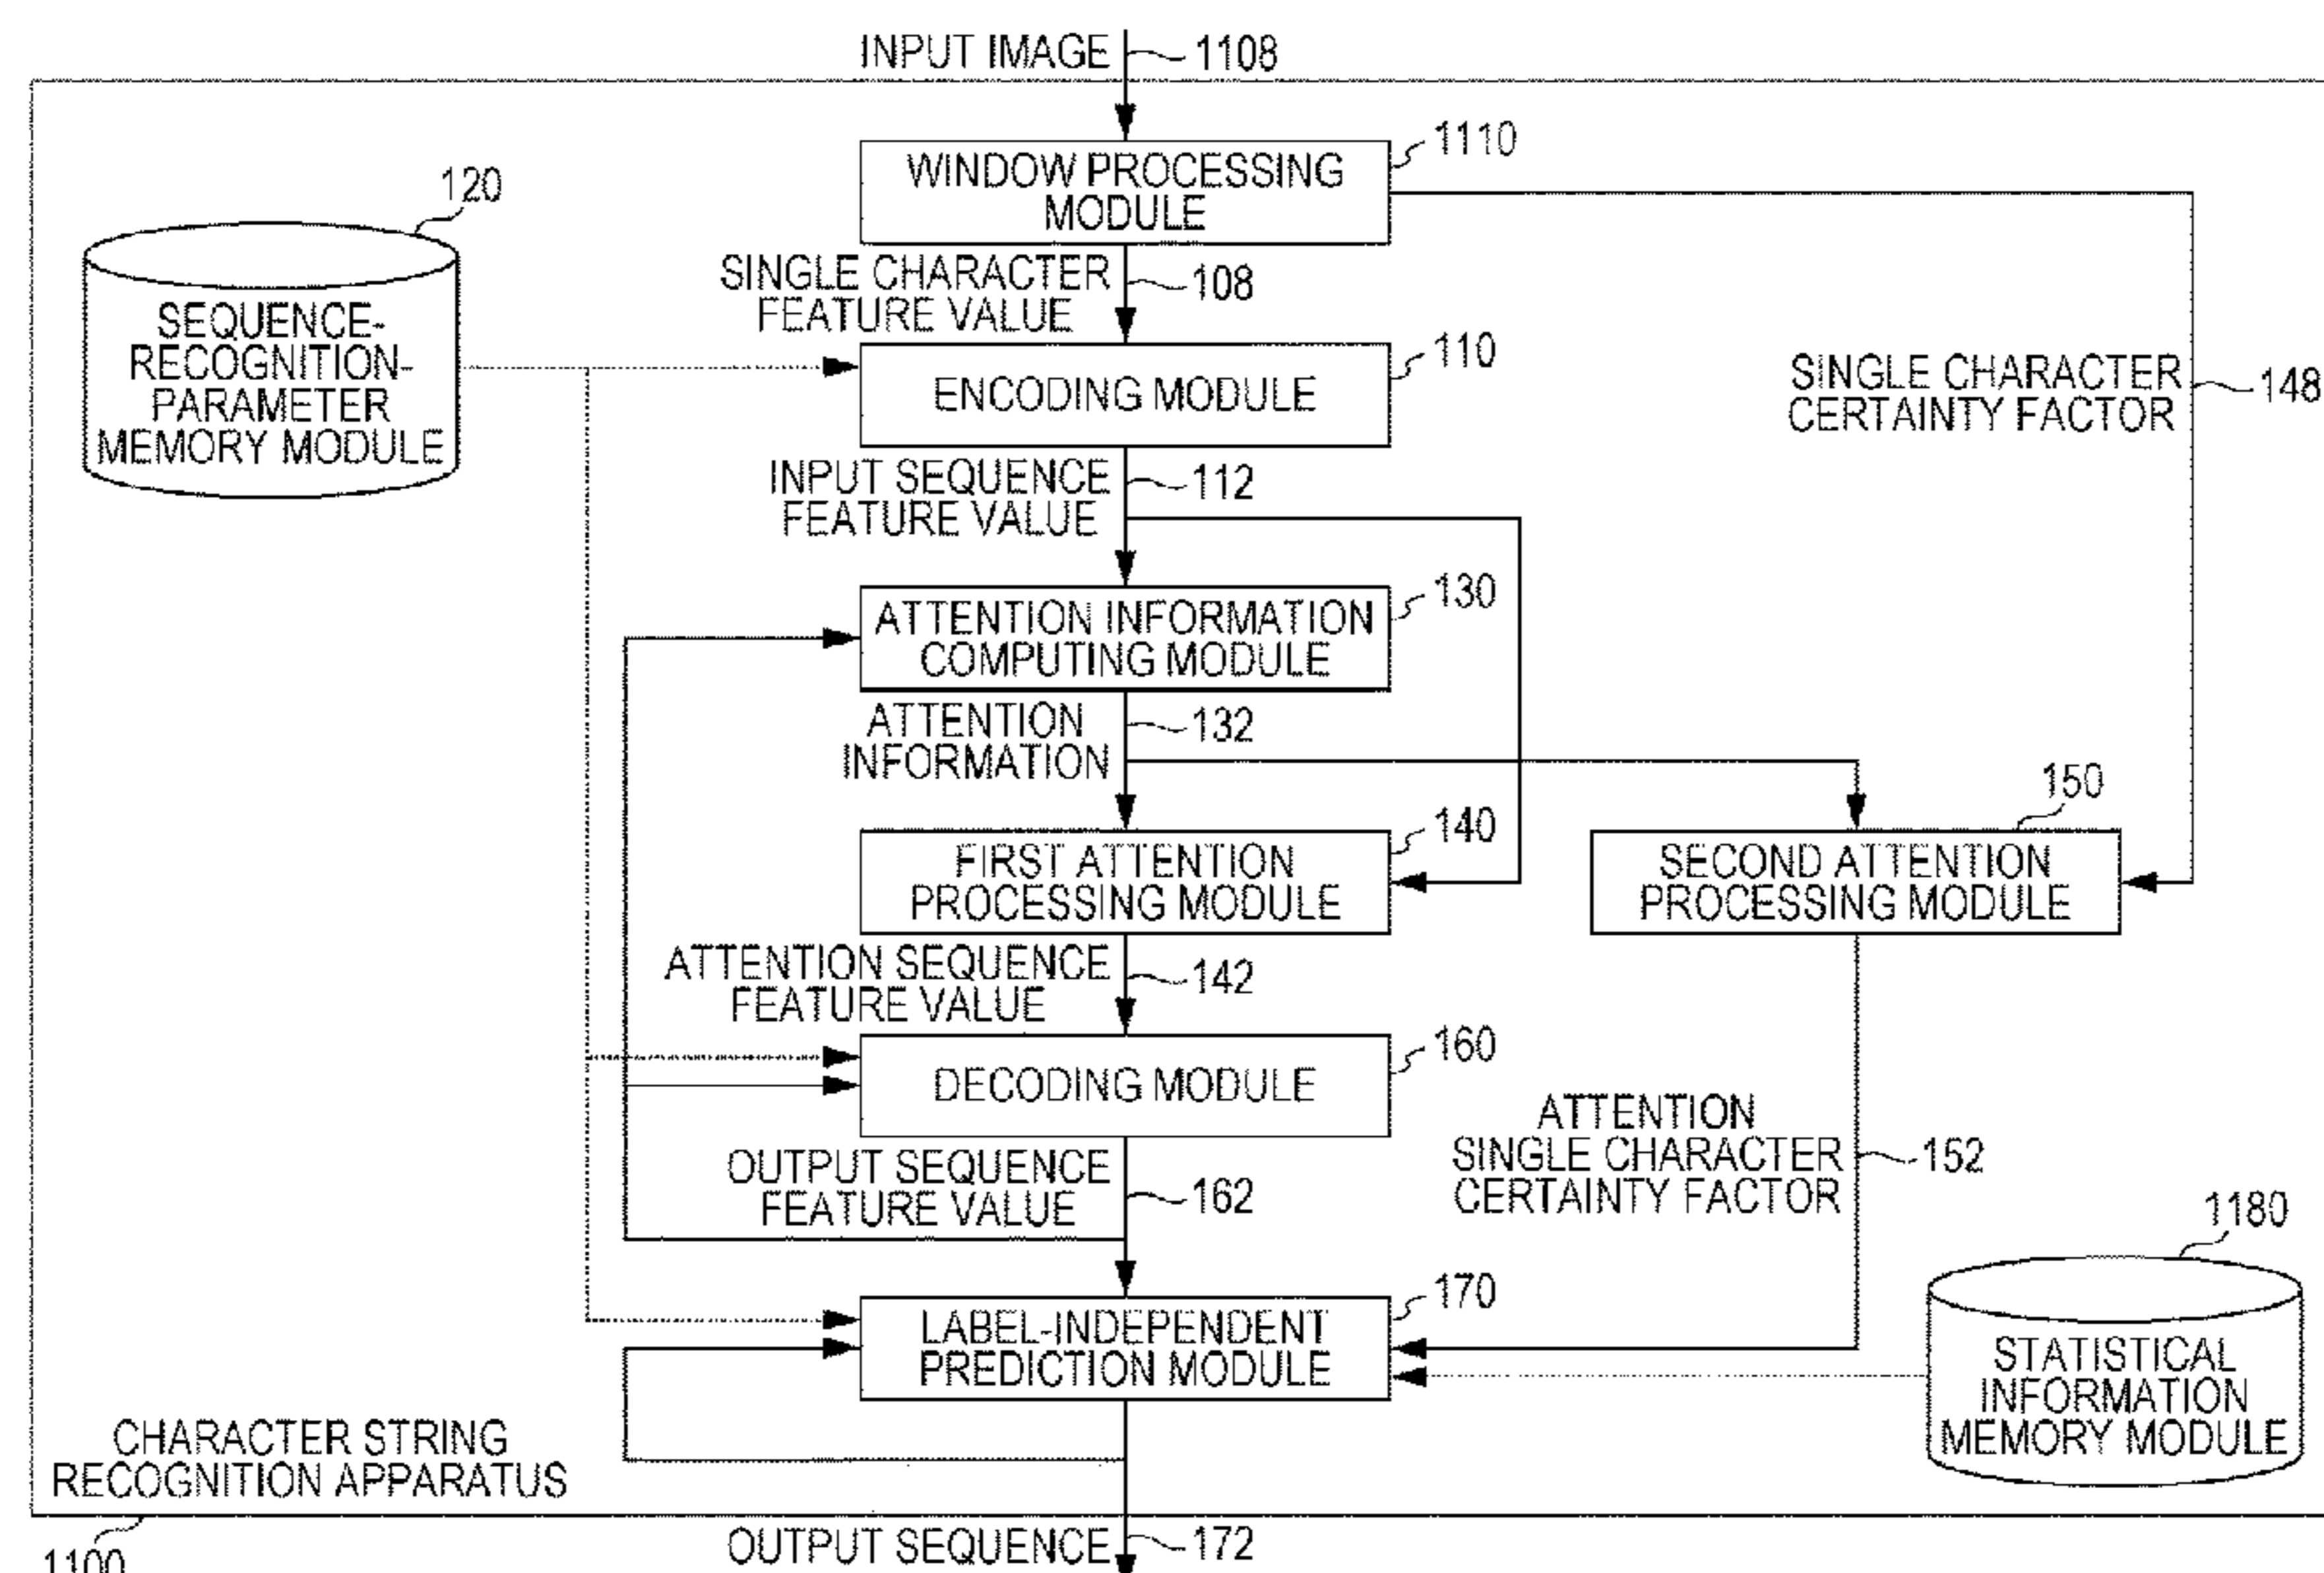 INPUT IMAGE
1108
WINDOW PROCESSING
MODULE
1110
120
SEQUENCE-
RECOGNITION-
PARAMETER
MEMORY MODULE
SINGLE CHARACTER
FEATURE VALUE
108
ENCODING MODULE
110
SINGLE CHARACTER
CERTAINTY FACTOR
148
INPUT SEQUENCE
FEATURE VALUE
112
ATTENTION INFORMATION
COMPUTING MODULE
130
ATTENTION
INFORMATION
132
FIRST ATTENTION
PROCESSING MODULE
140
SECOND ATTENTION
PROCESSING MODULE
150
ATTENTION SEQUENCE
FEATURE VALUE
142
DECODING MODULE
160
OUTPUT SEQUENCE
FEATURE VALUE
162
ATTENTION
SINGLE CHARACTER
CERTAINTY FACTOR
152
1180
LABEL-INDEPENDENT
PREDICTION MODULE
170
STATISTICAL
INFORMATION
MEMORY MODULE
CHARACTER STRING
RECOGNITION APPARATUS
1100
OUTPUT SEQUENCE
172